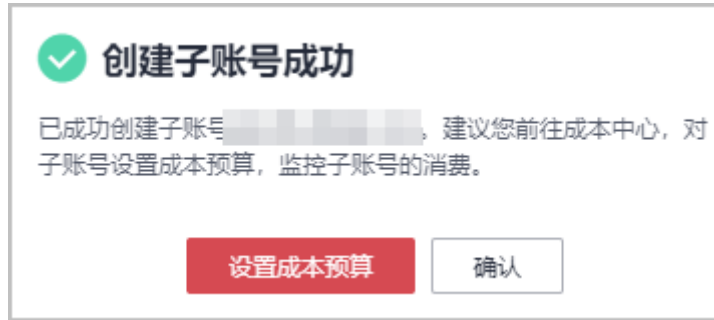 创建子账号成功
已成功创建子账号 。建议您前往成本中心，对
子账号设置成本预算，监控子账号的消费。
设置成本预算 确认